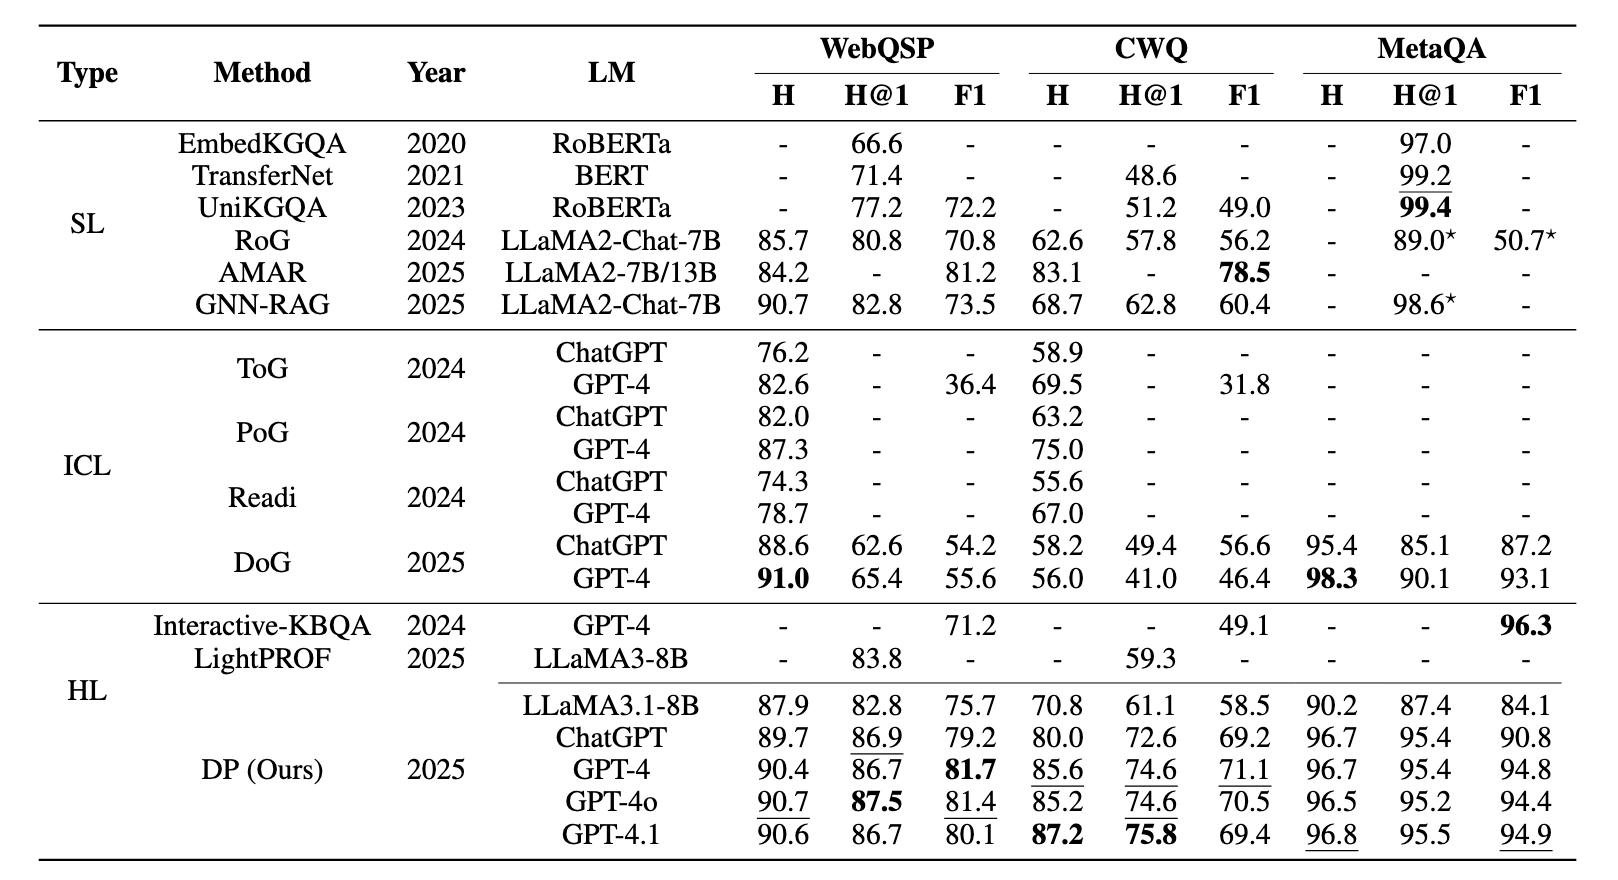 WebQSP CWQ MetaQA
Type Method Year LM
H H@1 F1 H H@1 F1 H H@1 F1
EmbedKGQA 2020 RoBERTa - 66.6 - - - - - 97.0 -
TransferNet 2021 BERT - 71.4 - - 48.6 - - 99.2 -
UniKGQA 2023 RoBERTa - 77.2 72.2 - 51.2 49.0 - 99.4 -
SL
RoG 2024 LLaMA2-Chat-7B 85.7 80.8 70.8 62.6 57.8 56.2 - 89.0⋆ 50.7⋆
AMAR 2025 LLaMA2-7B/13B 84.2 - 81.2 83.1 - 78.5 - - -
GNN-RAG 2025 LLaMA2-Chat-7B 90.7 82.8 73.5 68.7 62.8 60.4 - 98.6⋆ -
ChatGPT 76.2 - - 58.9 - - - - -
ToG 2024
GPT-4 82.6 - 36.4 69.5 - 31.8 - - -
ChatGPT 82.0 - - 63.2 - - - - -
PoG 2024
GPT-4 87.3 - - 75.0 - - - - -
ICL
ChatGPT 74.3 - - 55.6 - - - - -
Readi 2024
GPT-4 78.7 - - 67.0 - - - - -
ChatGPT 88.6 62.6 54.2 58.2 49.4 56.6 95.4 85.1 87.2
DoG 2025
GPT-4 91.0 65.4 55.6 56.0 41.0 46.4 98.3 90.1 93.1
Interactive-KBQA 2024 GPT-4 - - 71.2 - - 49.1 - - 96.3
LightPROF 2025 LLaMA3-8B - 83.8 - - 59.3 - - - -
HL
LLaMA3.1-8B 87.9 82.8 75.7 70.8 61.1 58.5 90.2 87.4 84.1
ChatGPT 89.7 86.9 79.2 80.0 72.6 69.2 96.7 95.4 90.8
DP (Ours) 2025 GPT-4 90.4 86.7 81.7 85.6 74.6 71.1 96.7 95.4 94.8
GPT-4o 90.7 87.5 81.4 85.2 74.6 70.5 96.5 95.2 94.4
GPT-4.1 90.6 86.7 80.1 87.2 75.8 69.4 96.8 95.5 94.9